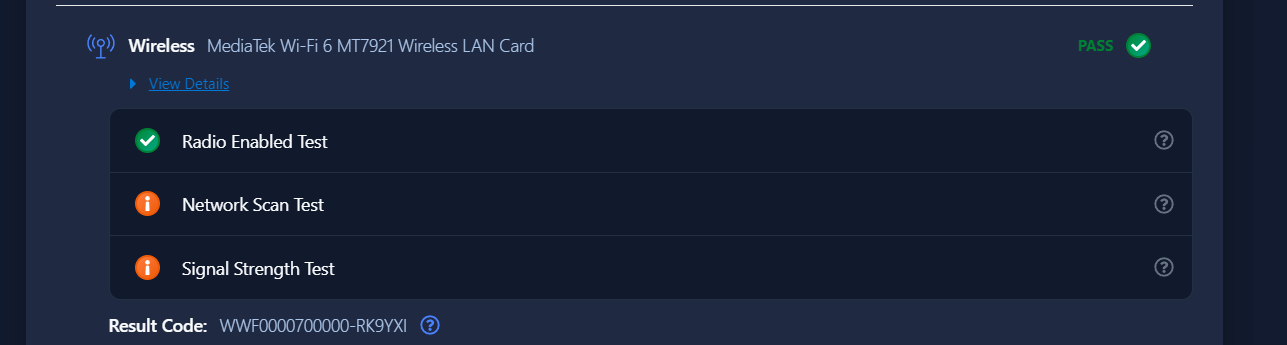 Wireless MediaTek Wi-Fi 6 MT7921 Wireless LAN Card PASS
View Details
Radio Enabled Test
Network Scan Test
Signal Strength Test
Result Code: WWF0000700000-RK9YXI